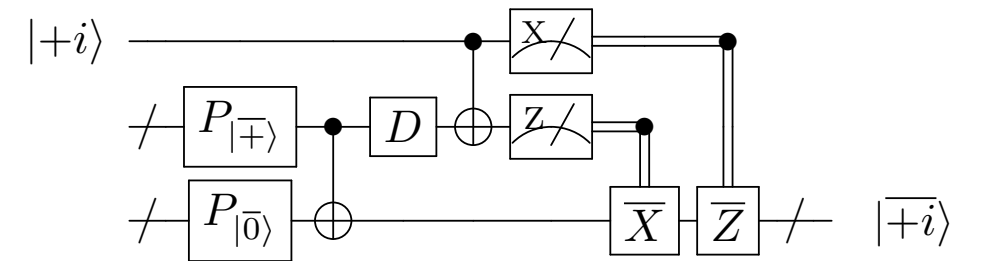 |+i⟩ X
P|+̅⟩ D Z
P|0̅⟩ X̅ Z̅ |+̅i̅⟩